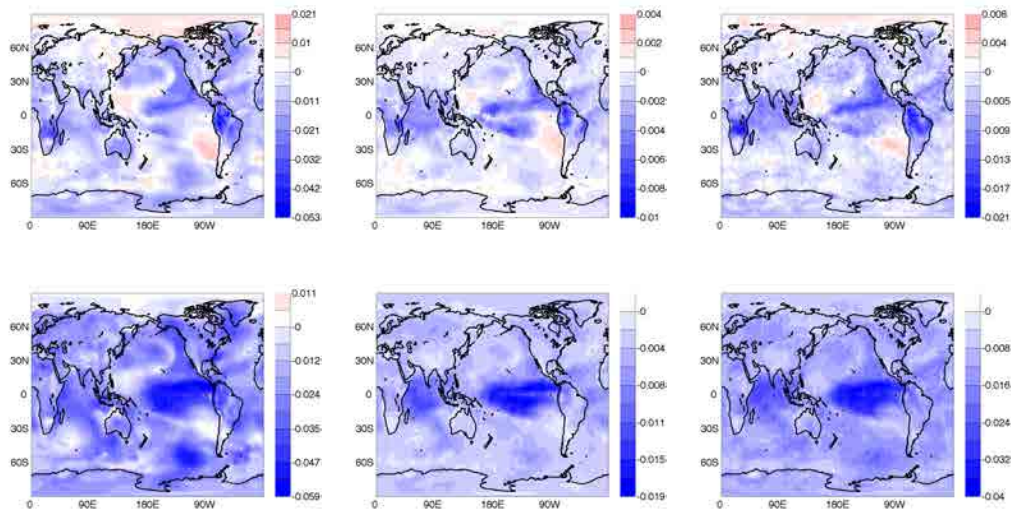 0.021
0.01
0
-0.011
-0.021
-0.032
-0.042
-0.053
60N
30N
0
30S
60S
0 90E 180E 90W
0.004
0.002
0
-0.002
-0.004
-0.006
-0.008
-0.01
60N
30N
0
30S
60S
0 90E 180E 90W
0.008
0.004
0
-0.005
-0.009
-0.013
-0.017
-0.021
60N
30N
0
30S
60S
0 90E 180E 90W
0.011
0
-0.012
-0.024
-0.035
-0.047
-0.059
60N
30N
0
30S
60S
0 90E 180E 90W
0
-0.004
-0.008
-0.011
-0.015
-0.019
60N
30N
0
30S
60S
0 90E 180E 90W
0
-0.008
-0.016
-0.024
-0.032
-0.04
60N
30N
0
30S
60S
0 90E 180E 90W